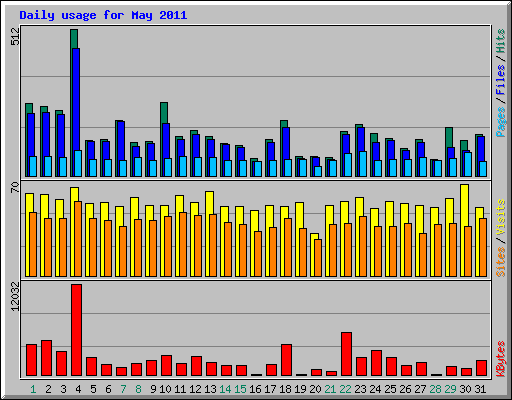 Daily usage for May 2011
512
Pages / Files / Hits
70
Sites / Visits
12032
KBytes
1 2 3 4 5 6 7 8 9 10 11 12 13 14 15 16 17 18 19 20 21 22 23 24 25 26 27 28 29 30 31